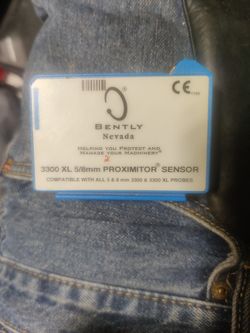 CE
BENTLY
Nevada
HELPING YOU PROTECT AND
MANAGE YOUR MACHINERY®
2
3300 XL 5/8mm PROXIMITOR® SENSOR
COMPATIBLE WITH ALL 5 & 8 mm 3300 & 3300 XL PROBES